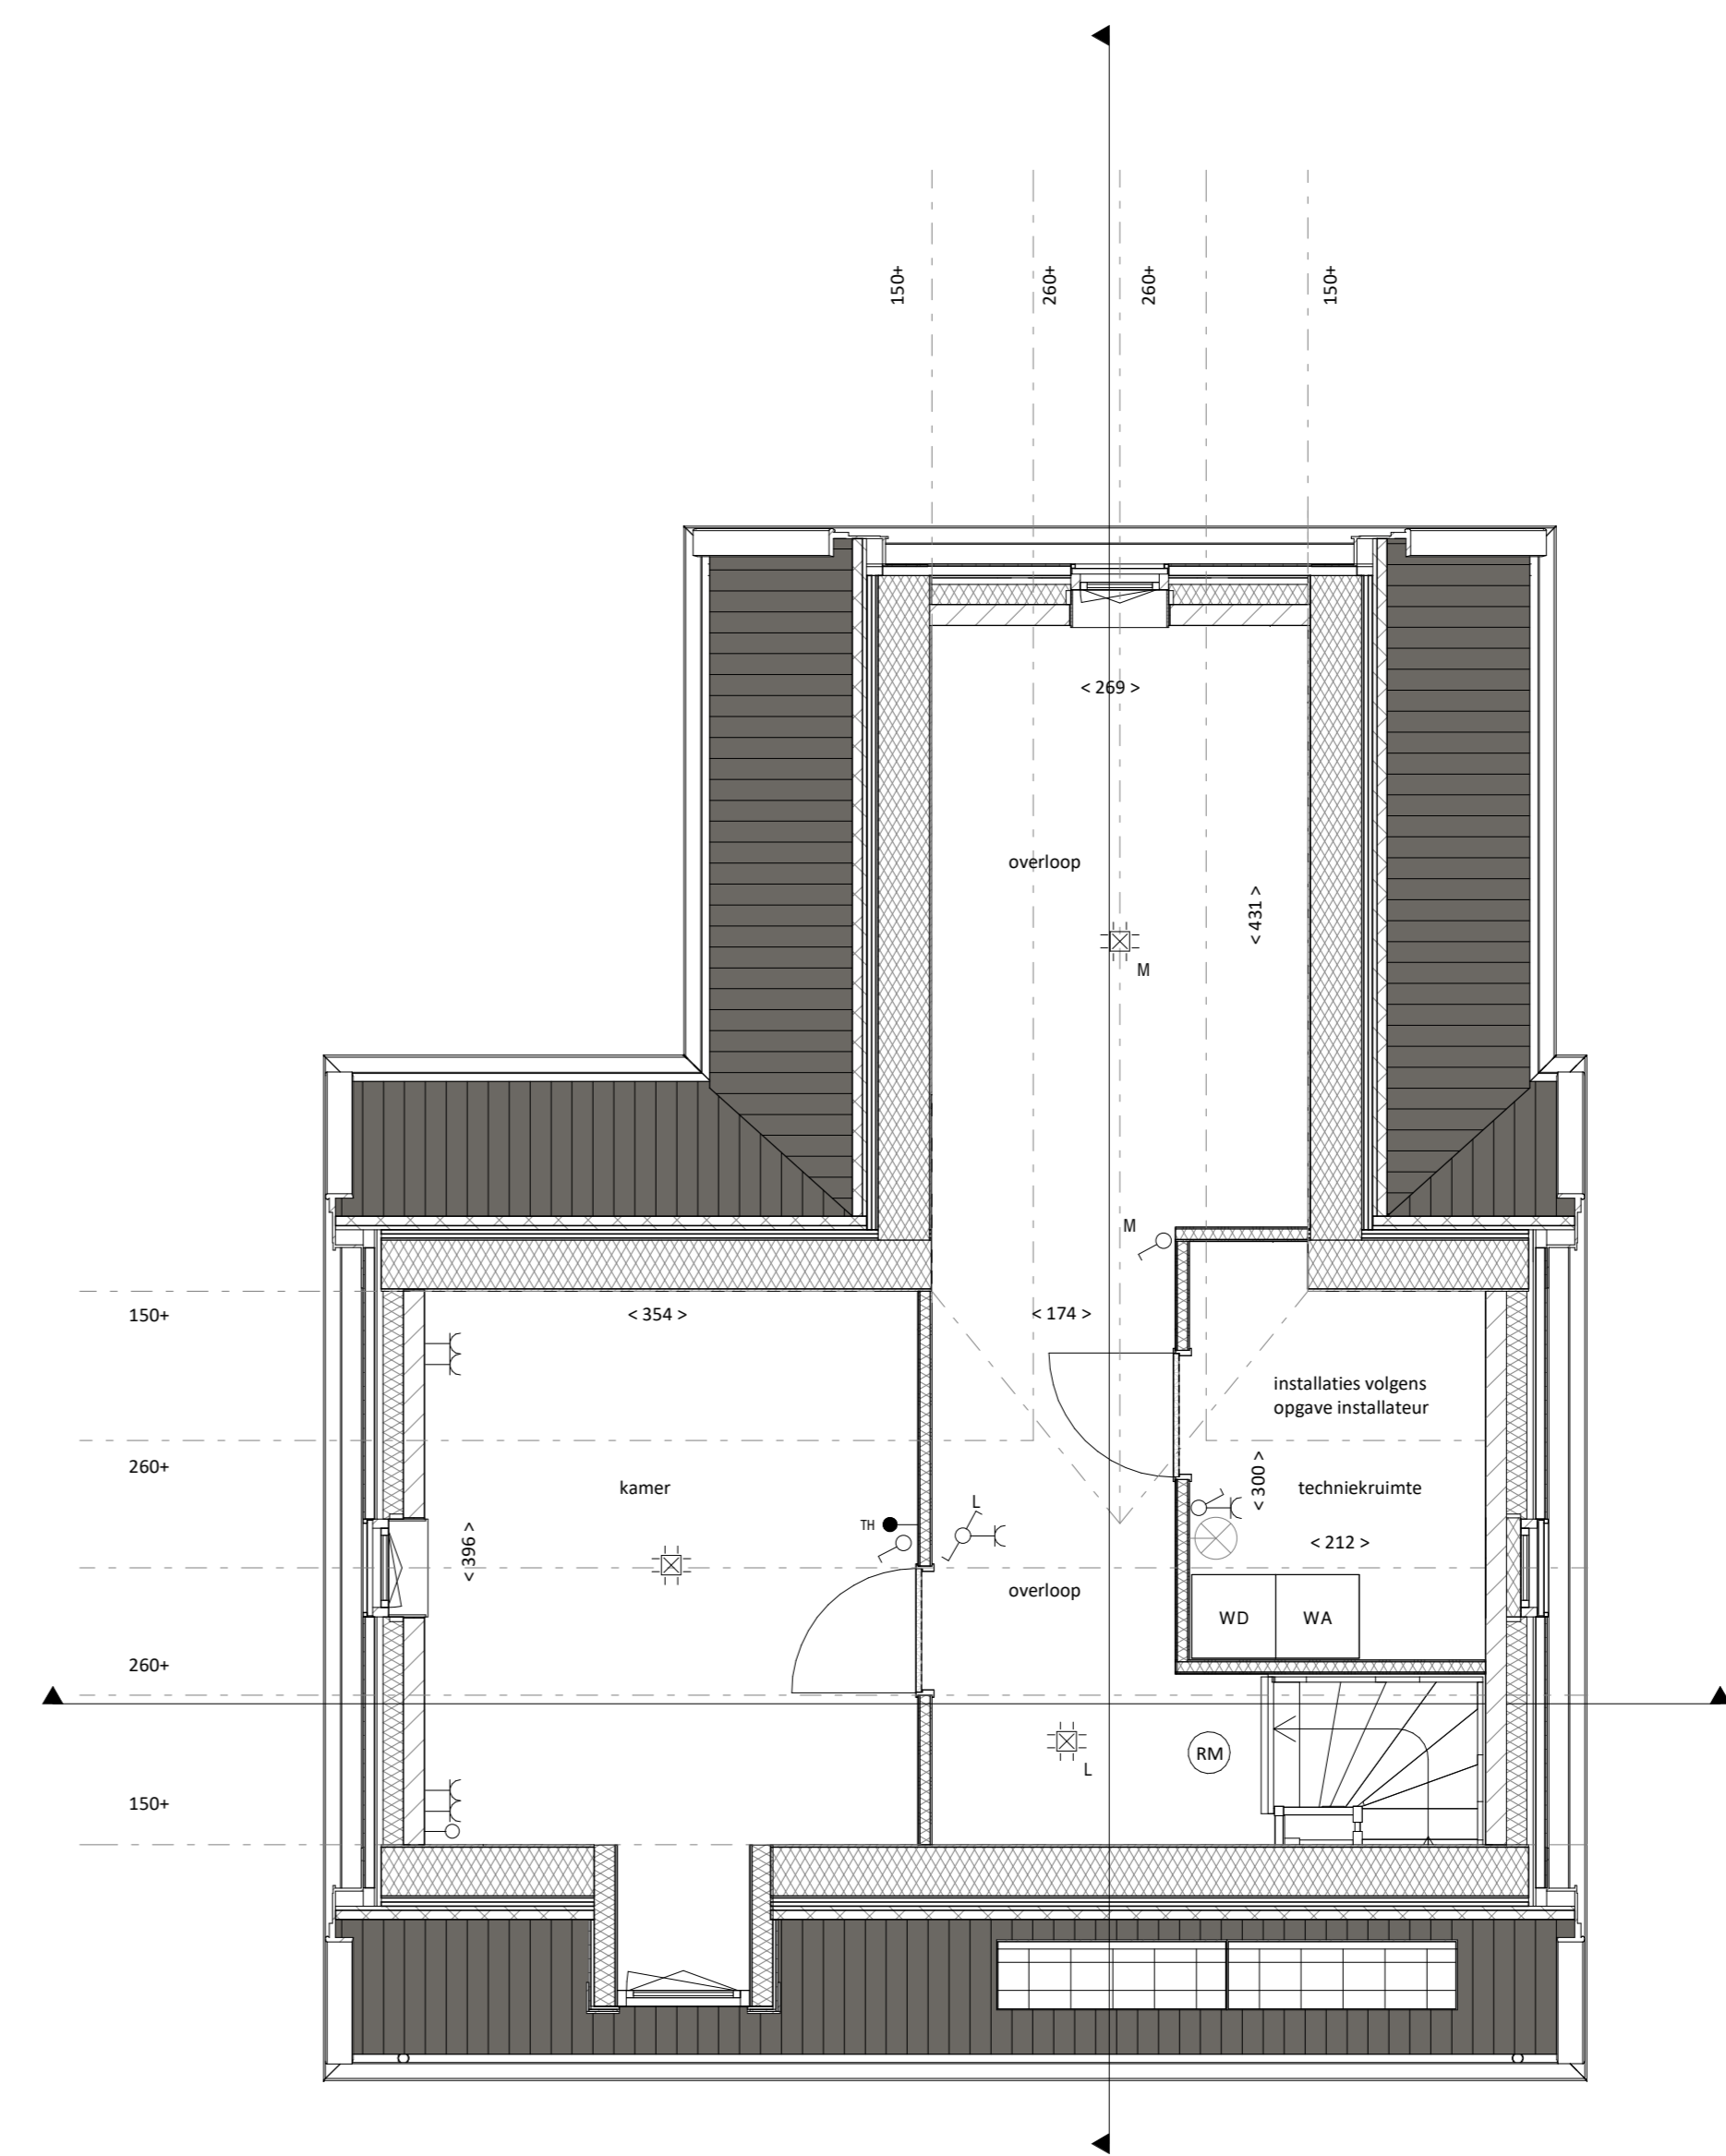 150+
260+
260+
150+
< 269 >
overloop
< 431 >
M
M
150+
< 354 >
< 174 >
installaties volgens
opgave installateur
260+
kamer
< 300 >
techniekruimte
L
TH
< 396 >
< 212 >
overloop
WD
WA
260+
RM
L
150+